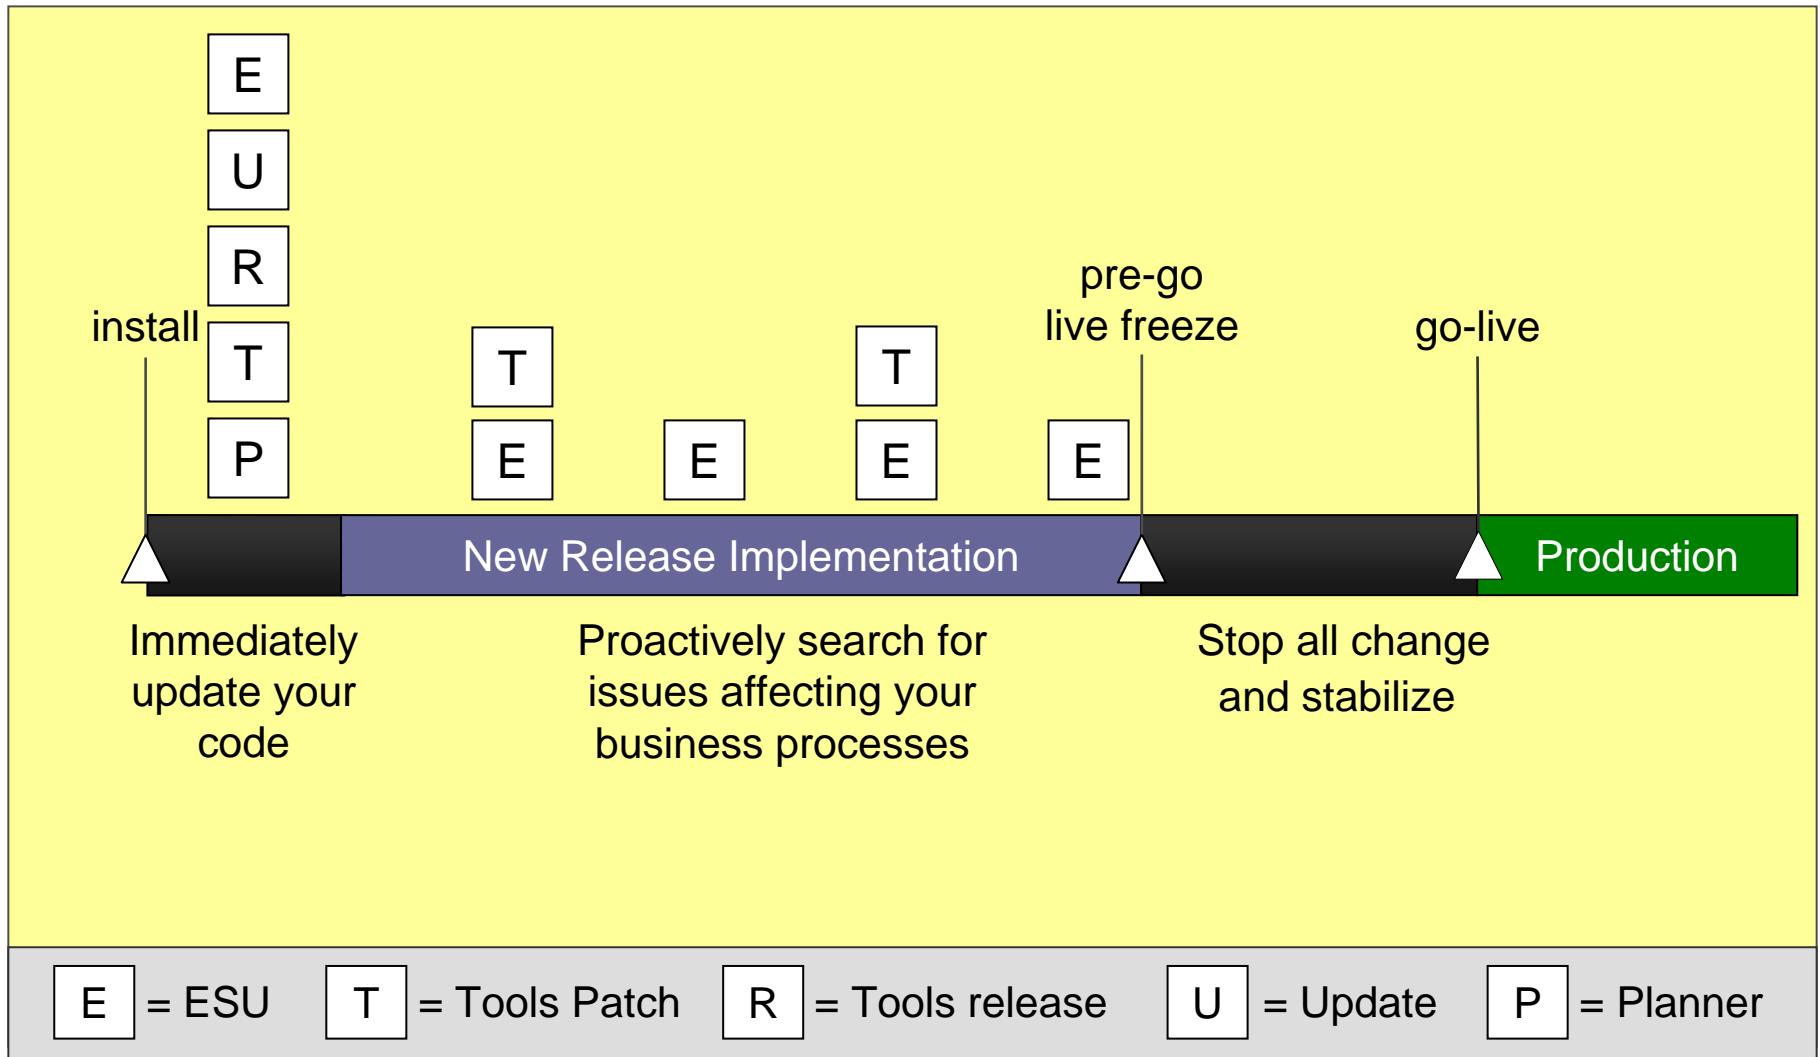 E
U
R
T
P
install
T
E
E
T
E
E
pre-go
live freeze
go-live
New Release Implementation
Production
Immediately
update your
code
Proactively search for
issues affecting your
business processes
Stop all change
and stabilize
E = ESU T = Tools Patch R = Tools release U = Update P = Planner